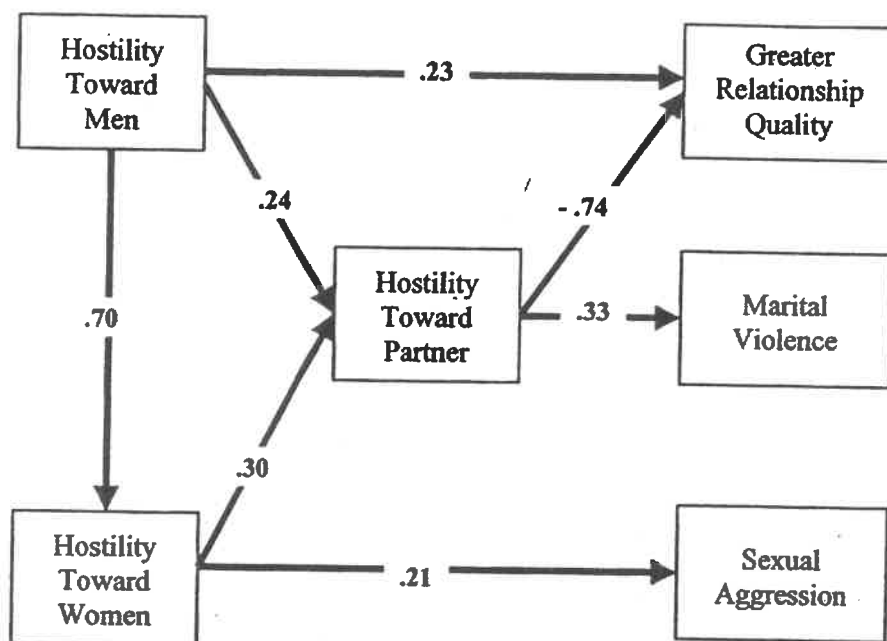 Hostility
Toward
Men
.23
Greater
Relationship
Quality
.24
- .74
.70
Hostility
Toward
Partner
.33
Marital
Violence
.30
Hostility
Toward
Women
.21
Sexual
Aggression